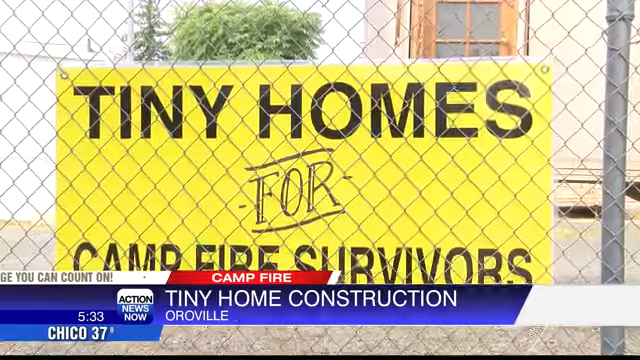 TINY HOMES
FOR
CAMP FIRE SURVIVORS
GE YOU CAN COUNT ON!
CAMP FIRE
TINY HOME CONSTRUCTION
OROVILLE
5:33
ACTION
NEWS
NOW
CHICO 37°